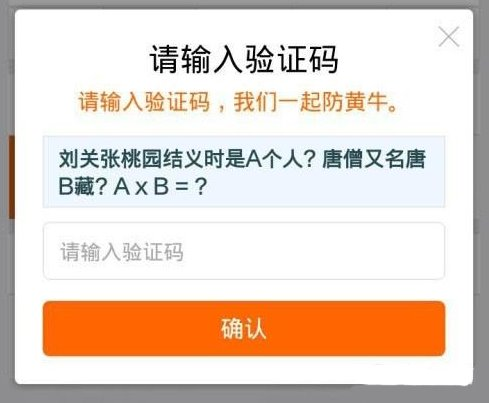 请输入验证码
请输入验证码，我们一起防黄牛。
刘关张桃园结义时是A个人? 唐僧又名唐
B藏? A x B = ?
请输入验证码
确认